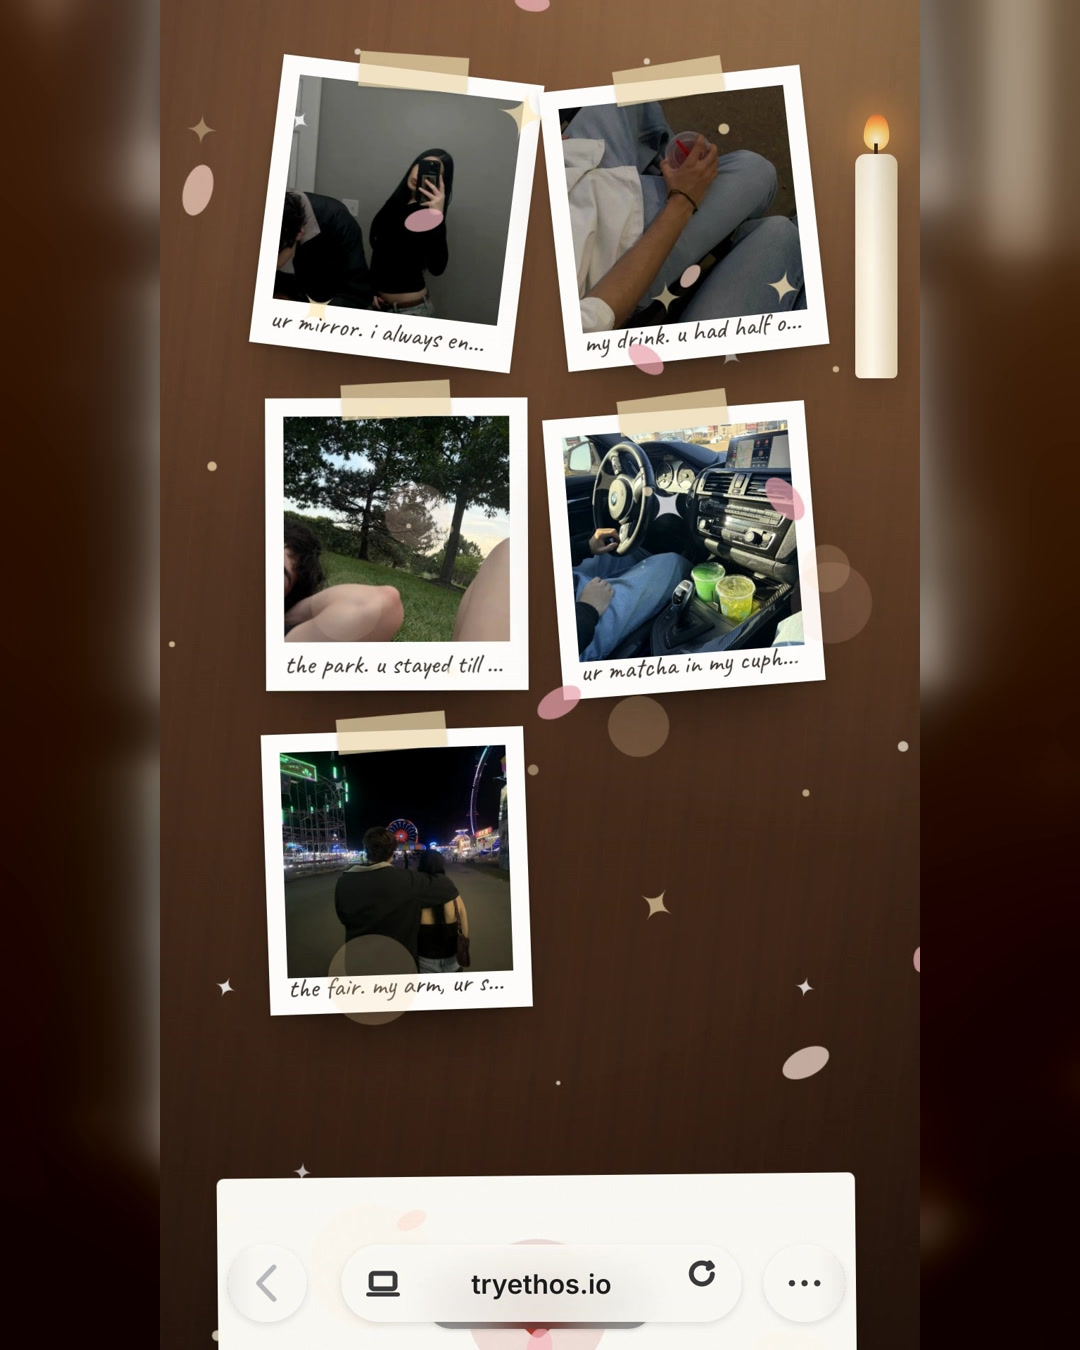 ur mirror. i always en...
my drink. u had half o...
the park. u stayed till ...
ur matcha in my cuph...
the fair. my arm, ur s...
tryethos.io